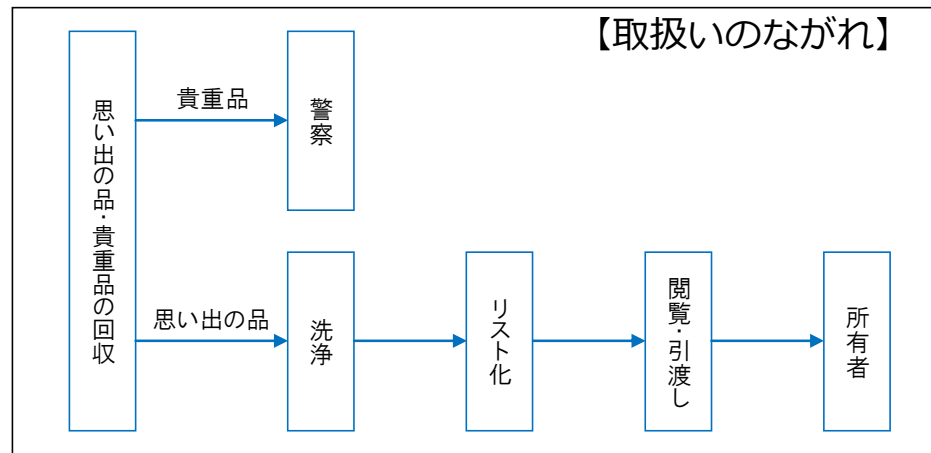 【取扱いのながれ】
思い出の品・貴重品の回収
貴重品
警察
思い出の品
洗浄
リスト化
閲覧・引渡し
所有者